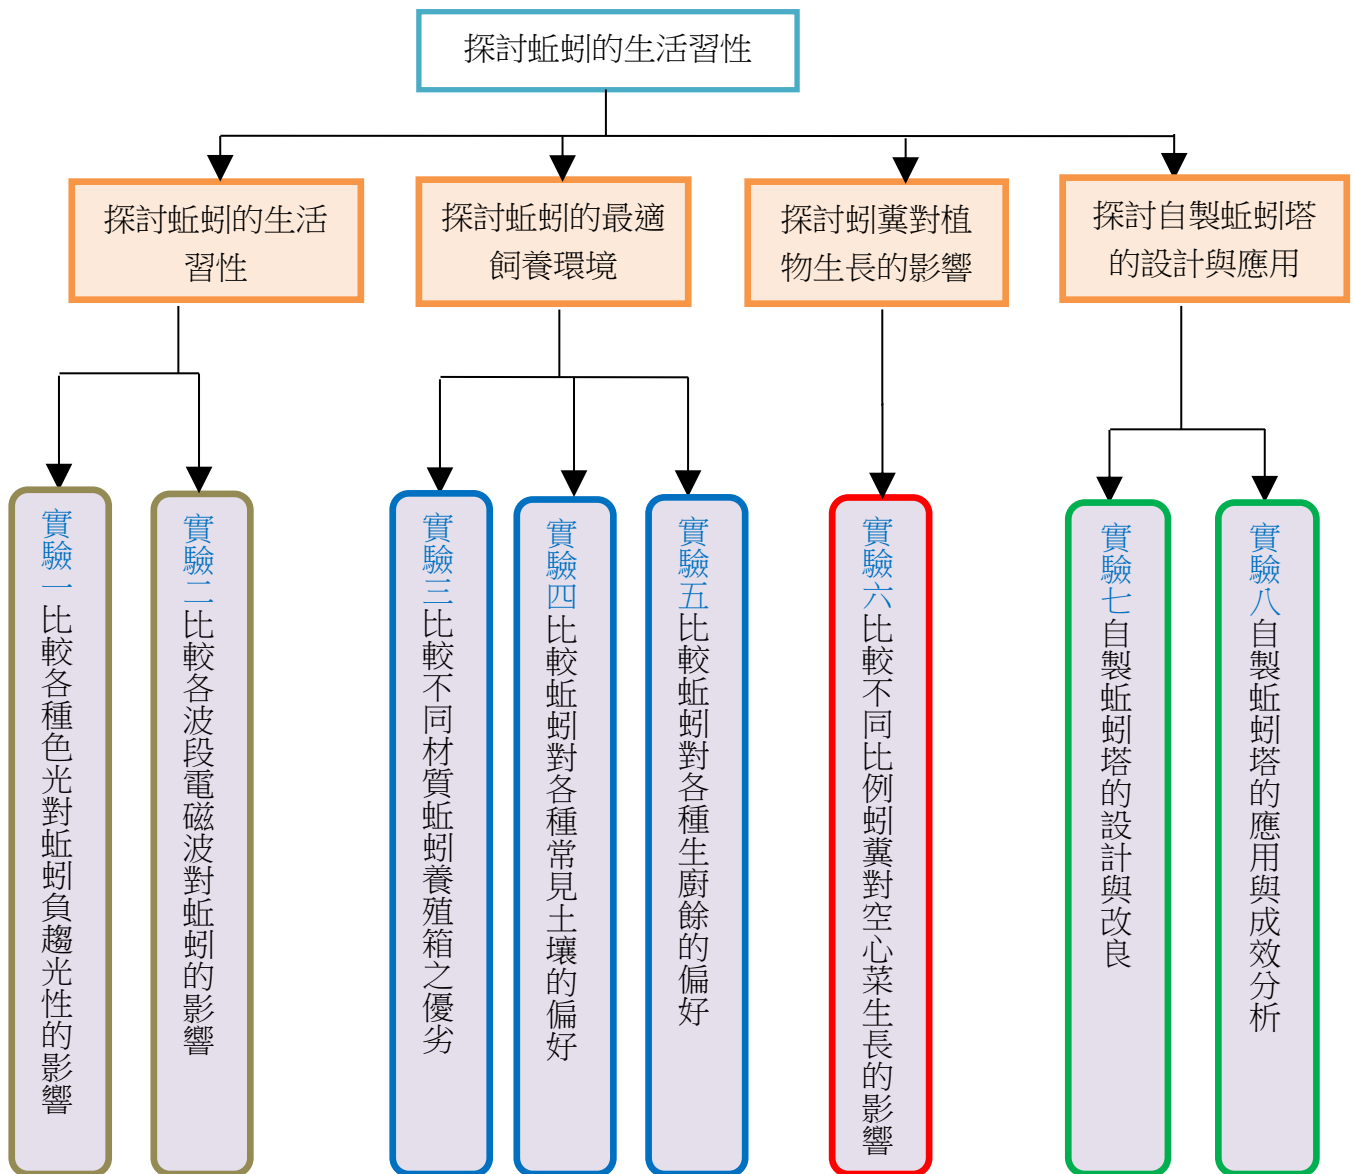 探討蚯蚓的生活習性
探討蚯蚓的生活
習性
探討蚯蚓的最適
飼養環境
探討蚓糞對植
物生長的影響
探討自製蚯蚓塔
的設計與應用
實驗一比較各種色光對蚯蚓負趨光性的影響
實驗二比較各波段電磁波對蚯蚓的影響
實驗三比較不同材質蚯蚓養殖箱之優劣
實驗四比較蚯蚓對各種常見土壤的偏好
實驗五比較蚯蚓對各種生廚餘的偏好
實驗六比較不同比例蚓糞對空心菜生長的影響
實驗七自製蚯蚓塔的設計與改良
實驗八自製蚯蚓塔的應用與成效分析